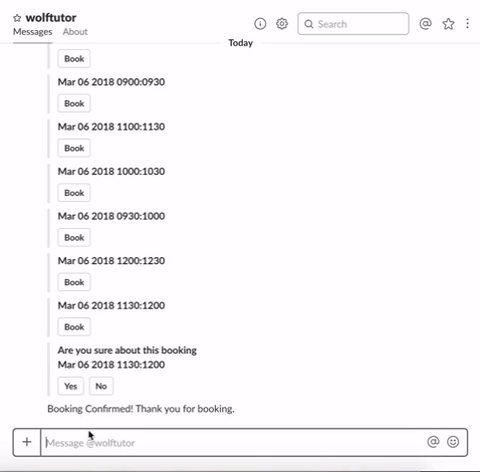 wolftutor
Messages About
Search
Today
Book
Mar 06 2018 0900:0930
Book
Mar 06 2018 1100:1130
Book
Mar 06 2018 1000:1030
Book
Mar 06 2018 0930:1000
Book
Mar 06 2018 1200:1230
Book
Mar 06 2018 1130:1200
Book
Are you sure about this booking
Mar 06 2018 1130:1200
Yes No
Booking Confirmed! Thank you for booking.
Message @wolftutor